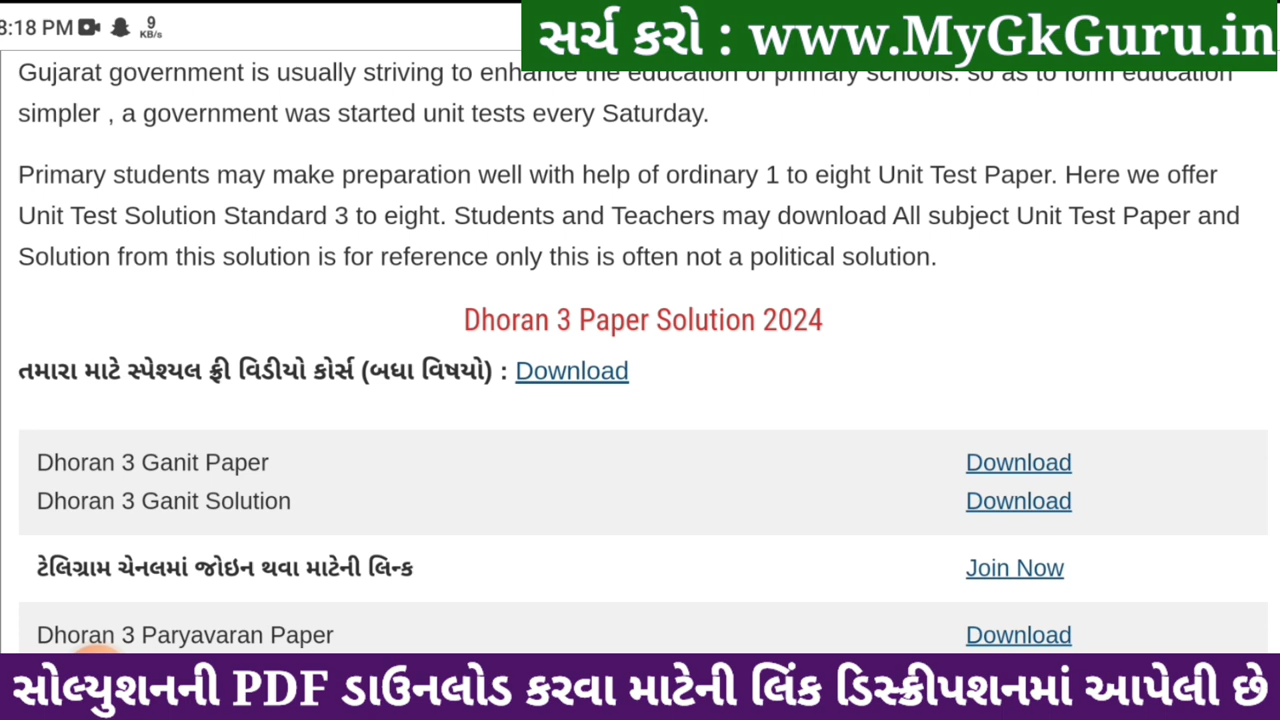 8:18 PM 9 KB/s
સર્ચ કરો : www.MyGkGuru.in
Gujarat government is usually striving to enhance the education of primary schools. so as to form education
simpler , a government was started unit tests every Saturday.
Primary students may make preparation well with help of ordinary 1 to eight Unit Test Paper. Here we offer
Unit Test Solution Standard 3 to eight. Students and Teachers may download All subject Unit Test Paper and
Solution from this solution is for reference only this is often not a political solution.
Dhoran 3 Paper Solution 2024
તમારા માટે સ્પેશ્યલ ફ્રી વિડીયો કોર્સ (બધા વિષયો) : Download
Dhoran 3 Ganit Paper Download
Dhoran 3 Ganit Solution Download
ટેલિગ્રામ ચેનલમાં જોઇન થવા માટેની લિન્ક Join Now
Dhoran 3 Paryavaran Paper Download
સોલ્યુશનની PDF ડાઉનલોડ કરવા માટેની લિંક ડિસ્ક્રીપશનમાં આપેલી છે